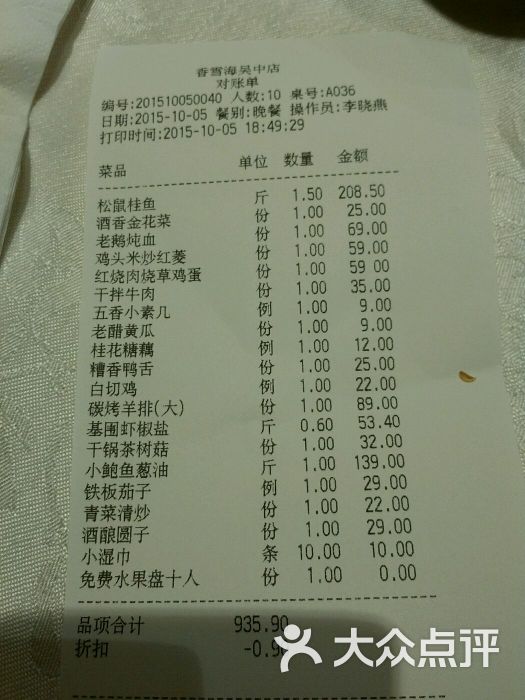 香雪海吴中店
对账单
编号:201510050040 人数:10 桌号:A036
日期:2015-10-05 餐别:晚餐 操作员:李晓燕
打印时间:2015-10-05 18:49:29
菜品 单位 数量 金额
松鼠桂鱼 斤 1.50 208.50
酒香金花菜 份 1.00 25.00
老鹅炖血 份 1.00 69.00
鸡头米炒红菱 份 1.00 59.00
红烧肉烧草鸡蛋 份 1.00 59 00
干拌牛肉 份 1.00 35.00
五香小素几 例 1.00 9.00
老醋黄瓜 份 1.00 9.00
桂花糖藕 例 1.00 12.00
糟香鸭舌 份 1.00 25.00
白切鸡 例 1.00 22.00
碳烤羊排(大) 份 1.00 89.00
基围虾椒盐 斤 0.60 53.40
干锅茶树菇 份 1.00 32.00
小鲍鱼葱油 斤 1.00 139.00
铁板茄子 例 1.00 29.00
青菜清炒 份 1.00 22.00
酒酿圆子 份 1.00 29.00
小湿巾 条 10.00 10.00
免费水果盘十人 份 1.00 0.00
品项合计 935.90
折扣 -0.90
大众点评